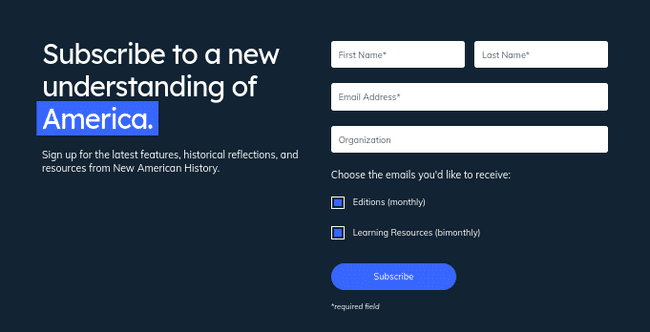 Subscribe to a new
understanding of
America.
Sign up for the latest features, historical reflections, and
resources from New American History.
First Name*
Last Name*
Email Address*
Organization
Choose the emails you'd like to receive:
Editions (monthly)
Learning Resources (bimonthly)
Subscribe
*required field